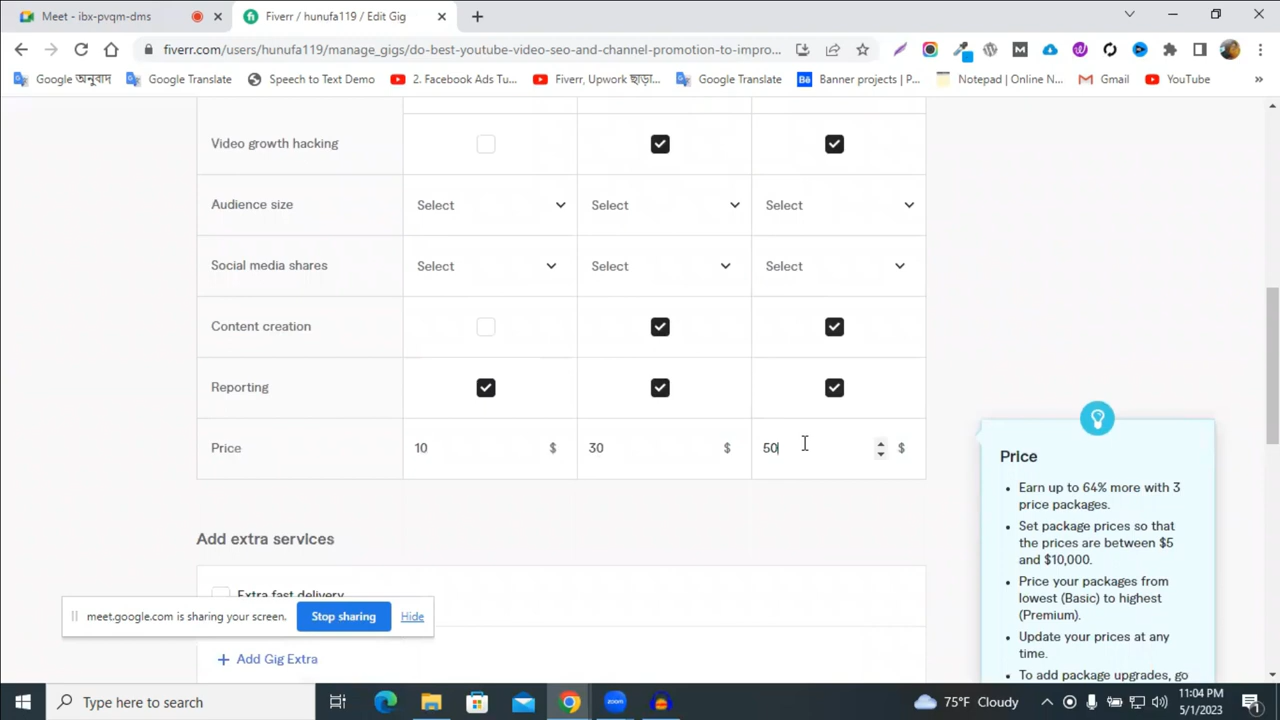 Meet - ibx-pvqm-dms
Fiverr / hunufa119 / Edit Gig
fiverr.com/users/hunufa119/manage_gigs/do-best-youtube-video-seo-and-channel-promotion-to-impro...
Google অনুবাদ
Google Translate
Speech to Text Demo
2. Facebook Ads Tu...
Fiverr, Upwork ছাড়া...
Google Translate
Banner projects | P...
Notepad | Online N...
Gmail
YouTube
»
Video growth hacking
Audience size Select Select Select
Social media shares Select Select Select
Content creation
Reporting
Price 10 $ 30 $ 50 $
Price
• Earn up to 64% more with 3
price packages.
• Set package prices so that
the prices are between $5
and $10,000.
• Price your packages from
lowest (Basic) to highest
(Premium).
• Update your prices at any
time.
• To add package upgrades, go
Add extra services
Extra fast delivery
meet.google.com is sharing your screen. Stop sharing Hide
+ Add Gig Extra
Type here to search
zoom
75°F Cloudy
11:04 PM
5/1/2023
1